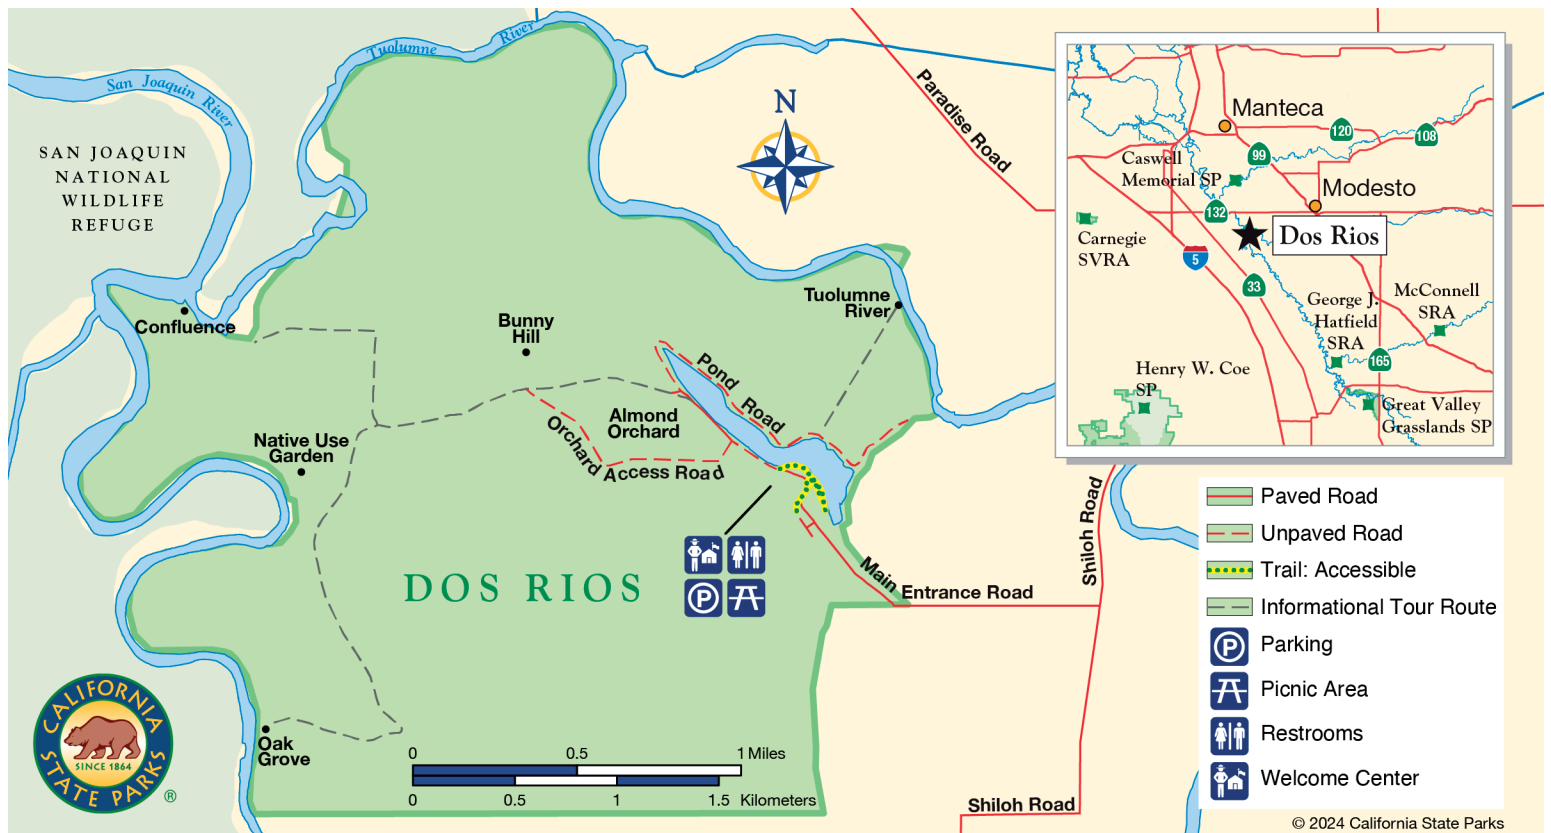 Tuolumne River
San Joaquin River
SAN JOAQUIN
NATIONAL
WILDLIFE
REFUGE
Paradise Road
N
Confluence
Bunny
Hill
Tuolumne
River
Pond Road
Almond
Orchard
Orchard Access Road
Native Use
Garden
DOS RIOS
Main Entrance Road
Shiloh Road
Oak
Grove
CALIFORNIA
SINCE 1864
STATE PARKS
®
0 0.5 1 Miles
0 0.5 1 1.5 Kilometers
Shiloh Road
Manteca
120
108
99
Caswell
Memorial SP
Modesto
132
Carnegie
SVRA
Dos Rios
5
33
George J.
Hatfield
SRA
McConnell
SRA
165
Henry W. Coe
SP
Great Valley
Grasslands SP
P
Paved Road
Unpaved Road
Trail: Accessible
Informational Tour Route
P Parking
Picnic Area
Restrooms
Welcome Center
© 2024 California State Parks